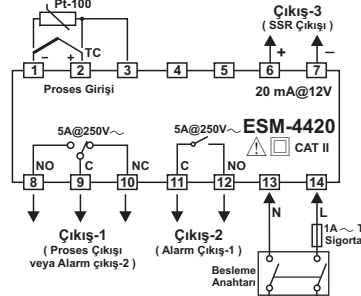 Pt-100
TC
− +
Çıkış-3
( SSR Çıkışı )
+ −
1 2 3 4 5 6 7
Proses Girişi
20 mA@12V
5A@250V～
5A@250V～
ESM-4420
CAT II
NO C NC C NO
8 9 10 11 12 13 14
N L
Çıkış-1
( Proses Çıkışı
veya Alarm çıkış-2 )
Çıkış-2
( Alarm Çıkış-1 )
1A ～ T
Sigorta
Besleme
Anahtarı